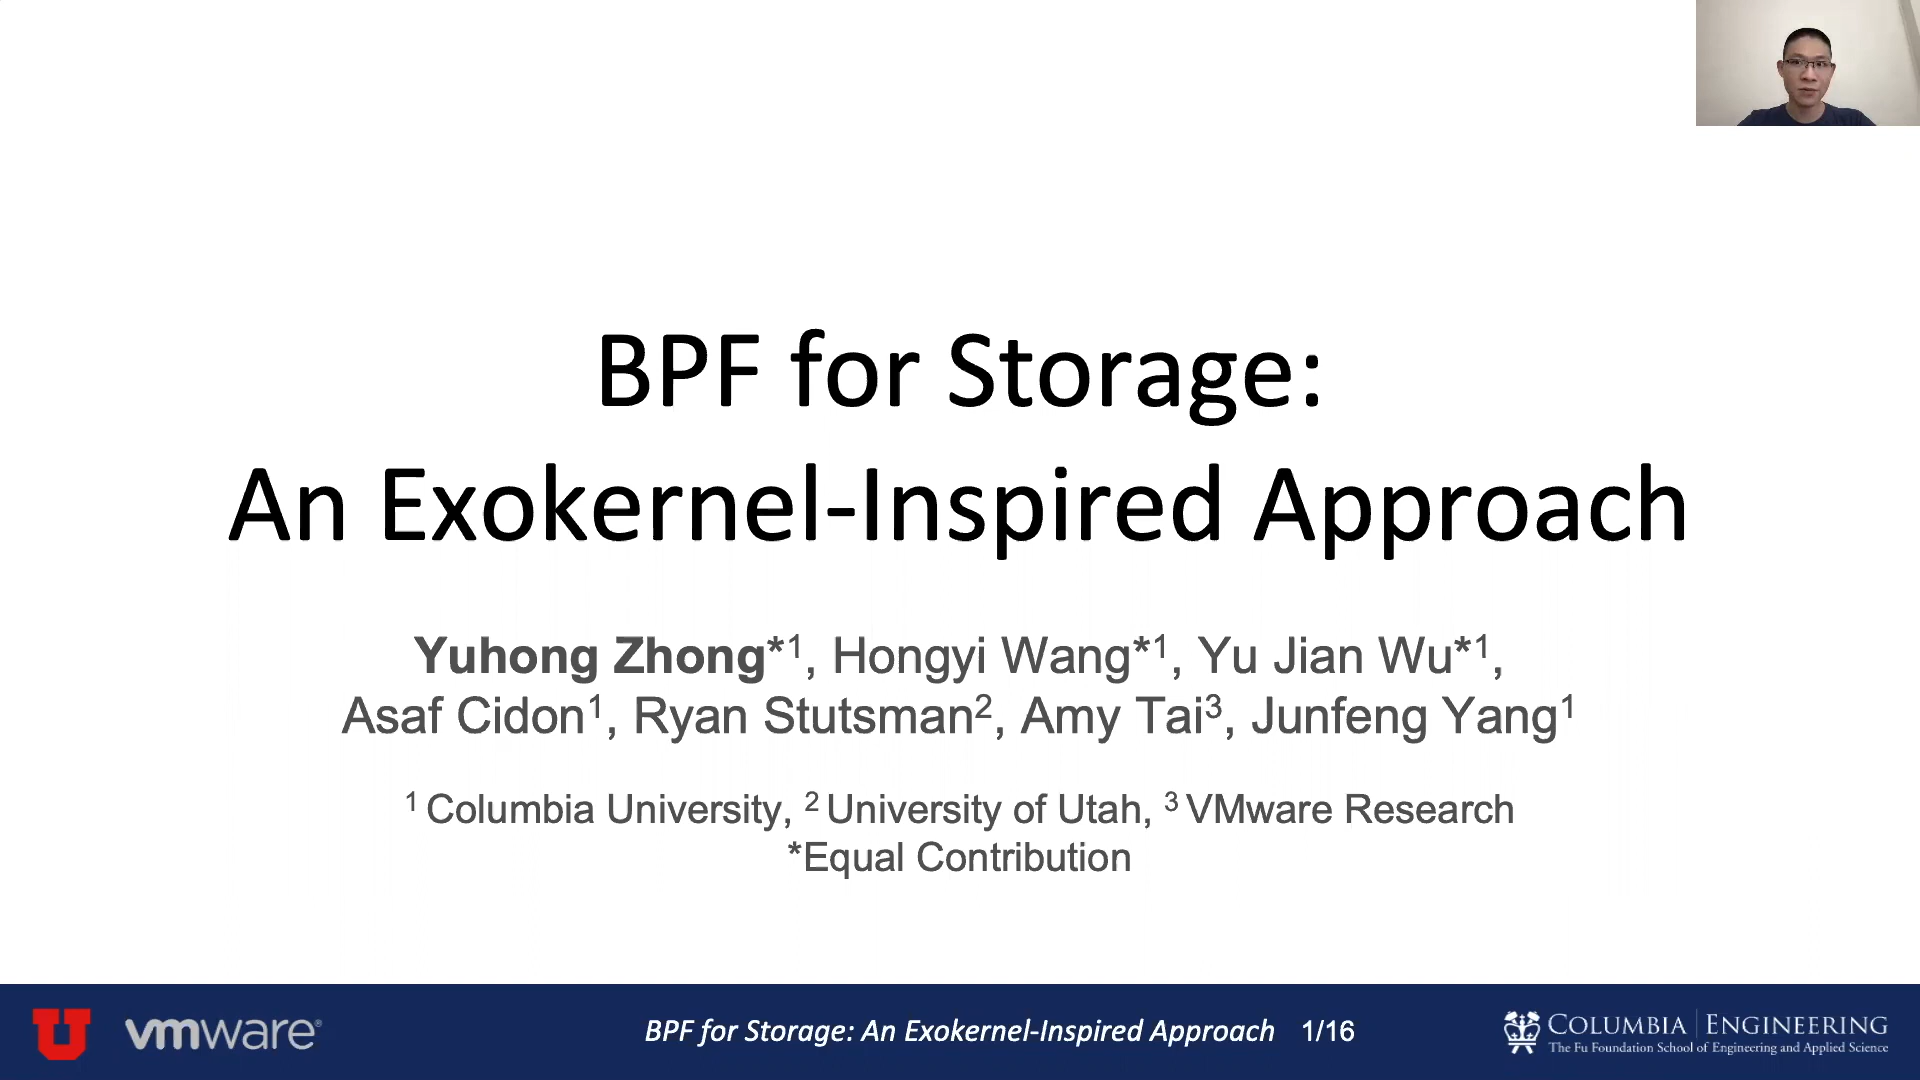 BPF for Storage:
An Exokernel-Inspired Approach
Yuhong Zhong*¹, Hongyi Wang*¹, Yu Jian Wu*¹,
Asaf Cidon¹, Ryan Stutsman², Amy Tai³, Junfeng Yang¹
¹ Columbia University, ² University of Utah, ³ VMware Research
*Equal Contribution
U vmware®
BPF for Storage: An Exokernel-Inspired Approach 1/16
COLUMBIA | ENGINEERING
The Fu Foundation School of Engineering and Applied Science